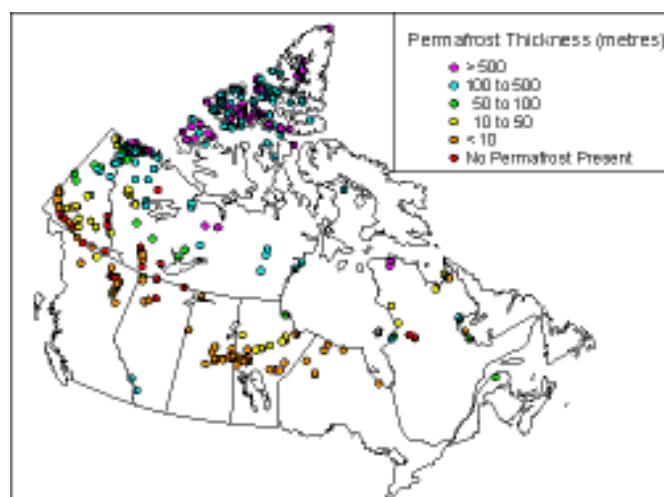 Permafrost Thickness (metres)
> 500
100 to 500
50 to 100
10 to 50
< 10
No Permafrost Present